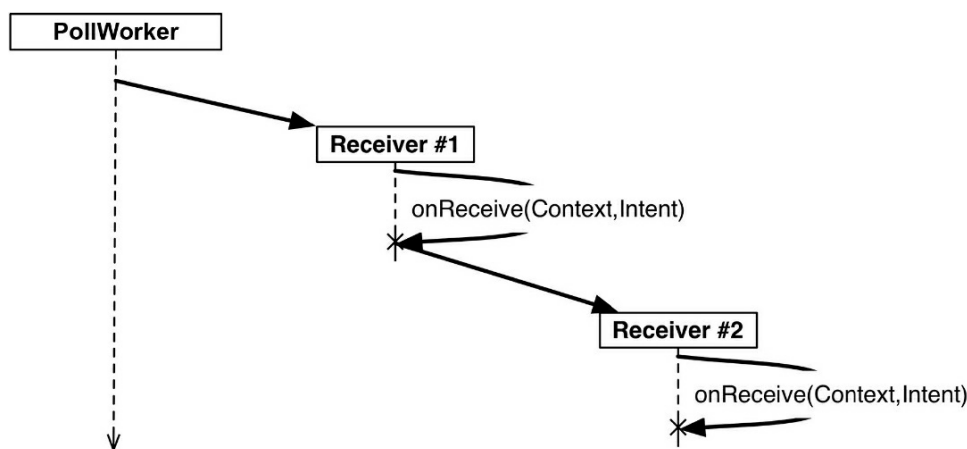 PollWorker
Receiver #1
onReceive(Context,Intent)
Receiver #2
onReceive(Context,Intent)